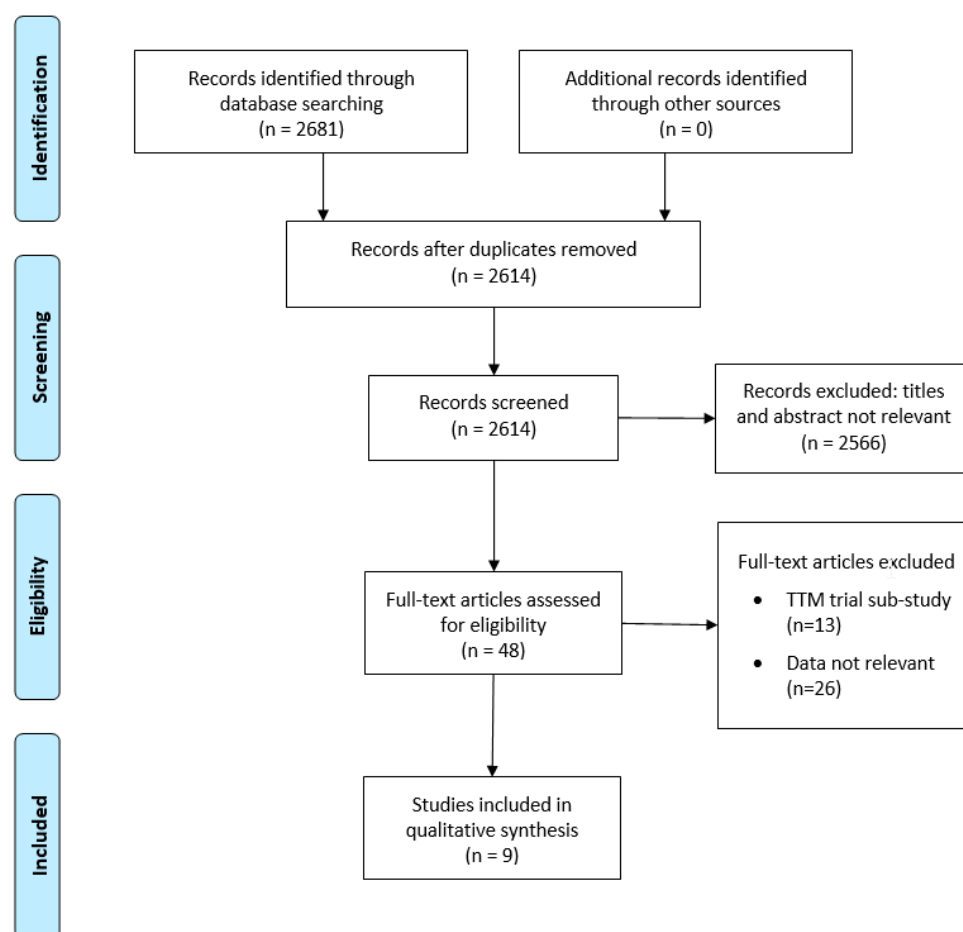 Identification
Records identified through
database searching
(n = 2681)
Additional records identified
through other sources
(n = 0)
Records after duplicates removed
(n = 2614)
Screening
Records screened
(n = 2614)
Records excluded: titles
and abstract not relevant
(n = 2566)
Eligibility
Full-text articles assessed
for eligibility
(n = 48)
Full-text articles excluded
• TTM trial sub-study
(n=13)
• Data not relevant
(n=26)
Included
Studies included in
qualitative synthesis
(n = 9)